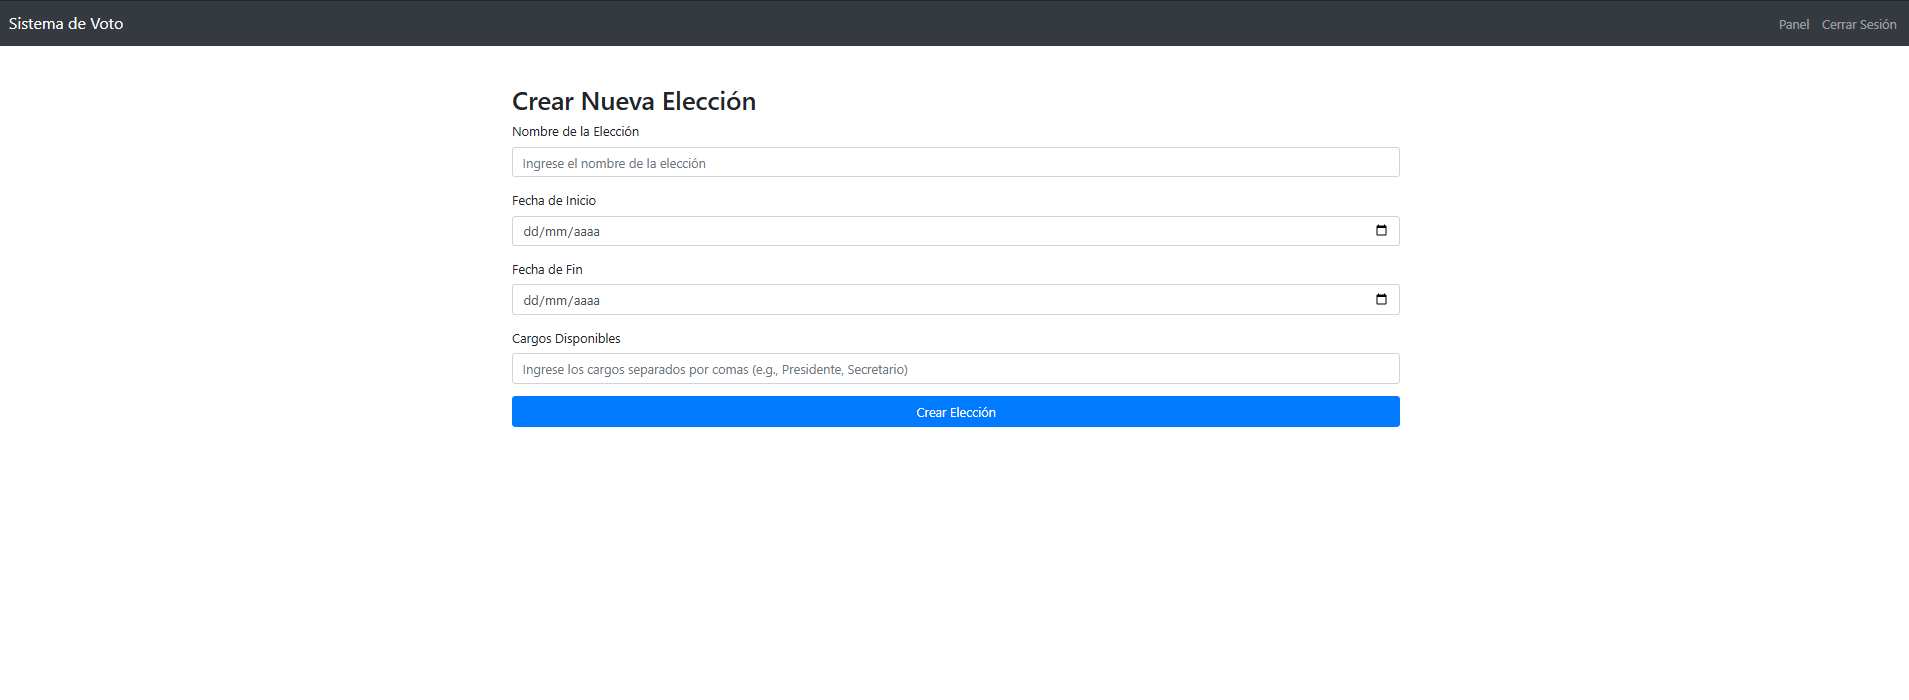 Sistema de Voto
Panel Cerrar Sesión
Crear Nueva Elección
Nombre de la Elección
Ingrese el nombre de la elección
Fecha de Inicio
dd/mm/aaaa
Fecha de Fin
dd/mm/aaaa
Cargos Disponibles
Ingrese los cargos separados por comas (e.g., Presidente, Secretario)
Crear Elección